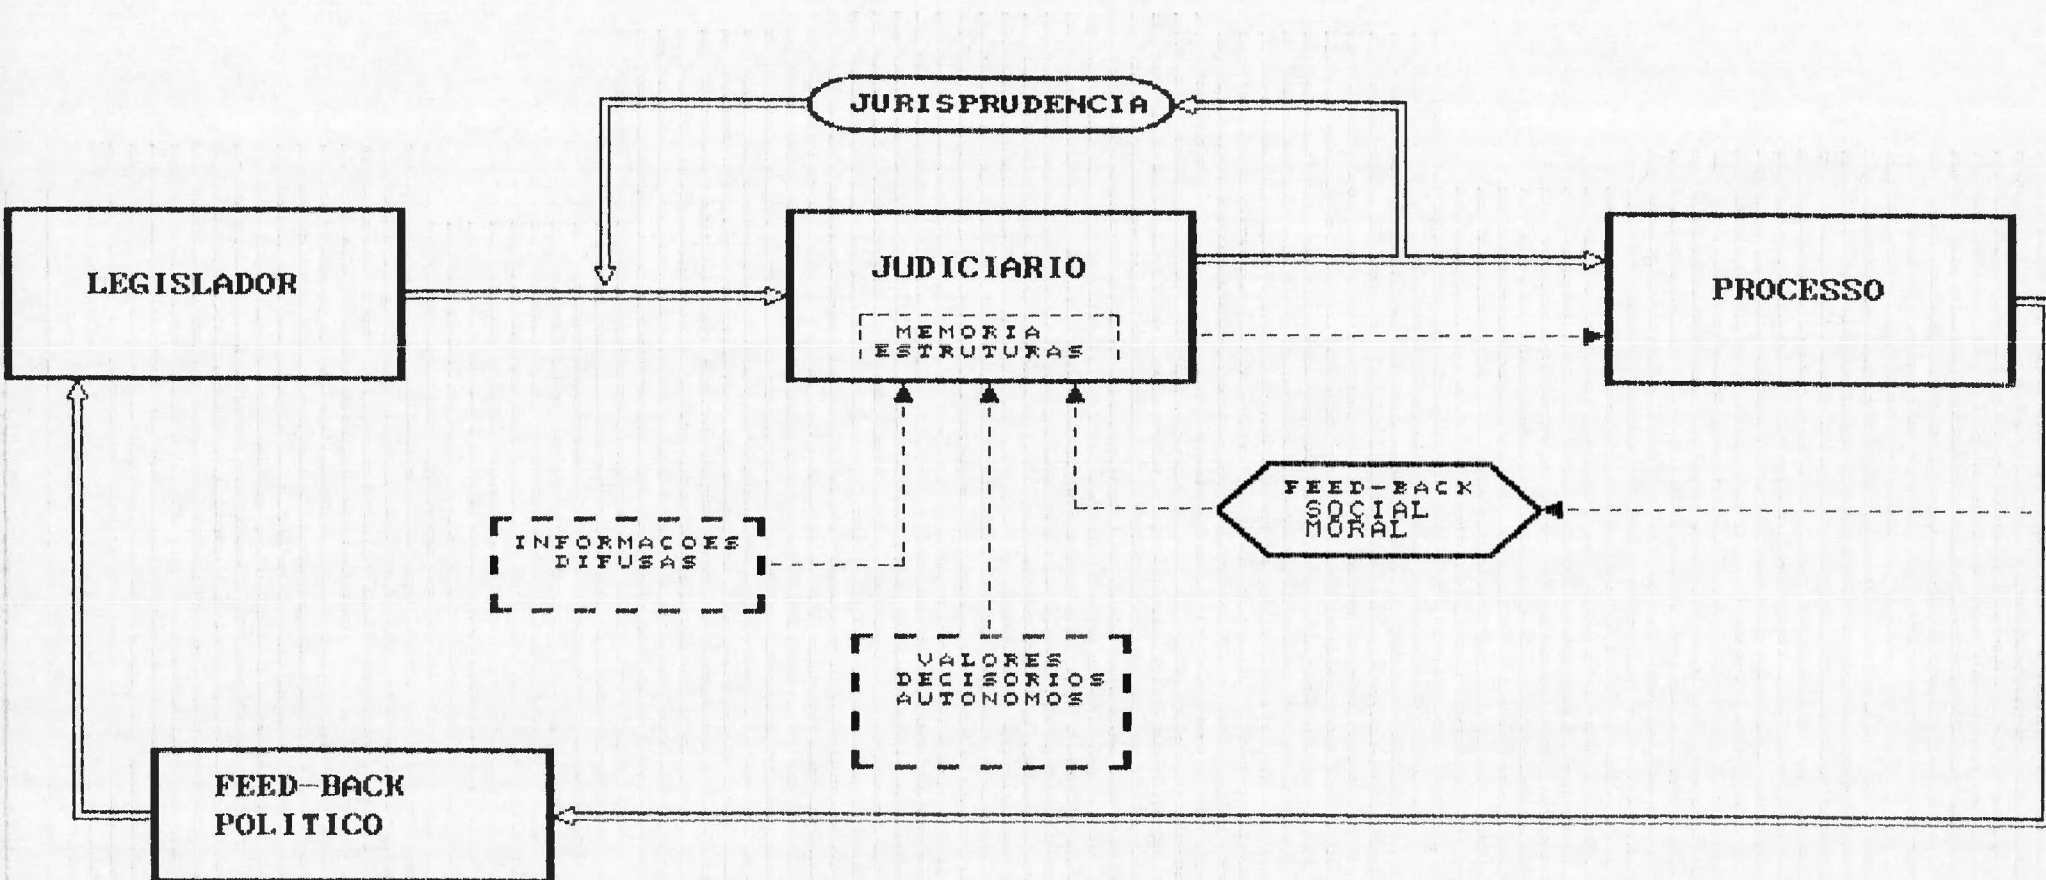 JURISPRUDENCIA
LEGISLADOR
JUDICIARIO
MEMORIA
ESTRUTURAS
PROCESSO
FEED-BACK
SOCIAL
MORAL
INFORMACOES
DIFUSAS
VALORES
DECISORIOS
AUTONOMOS
FEED-BACK
POLITICO